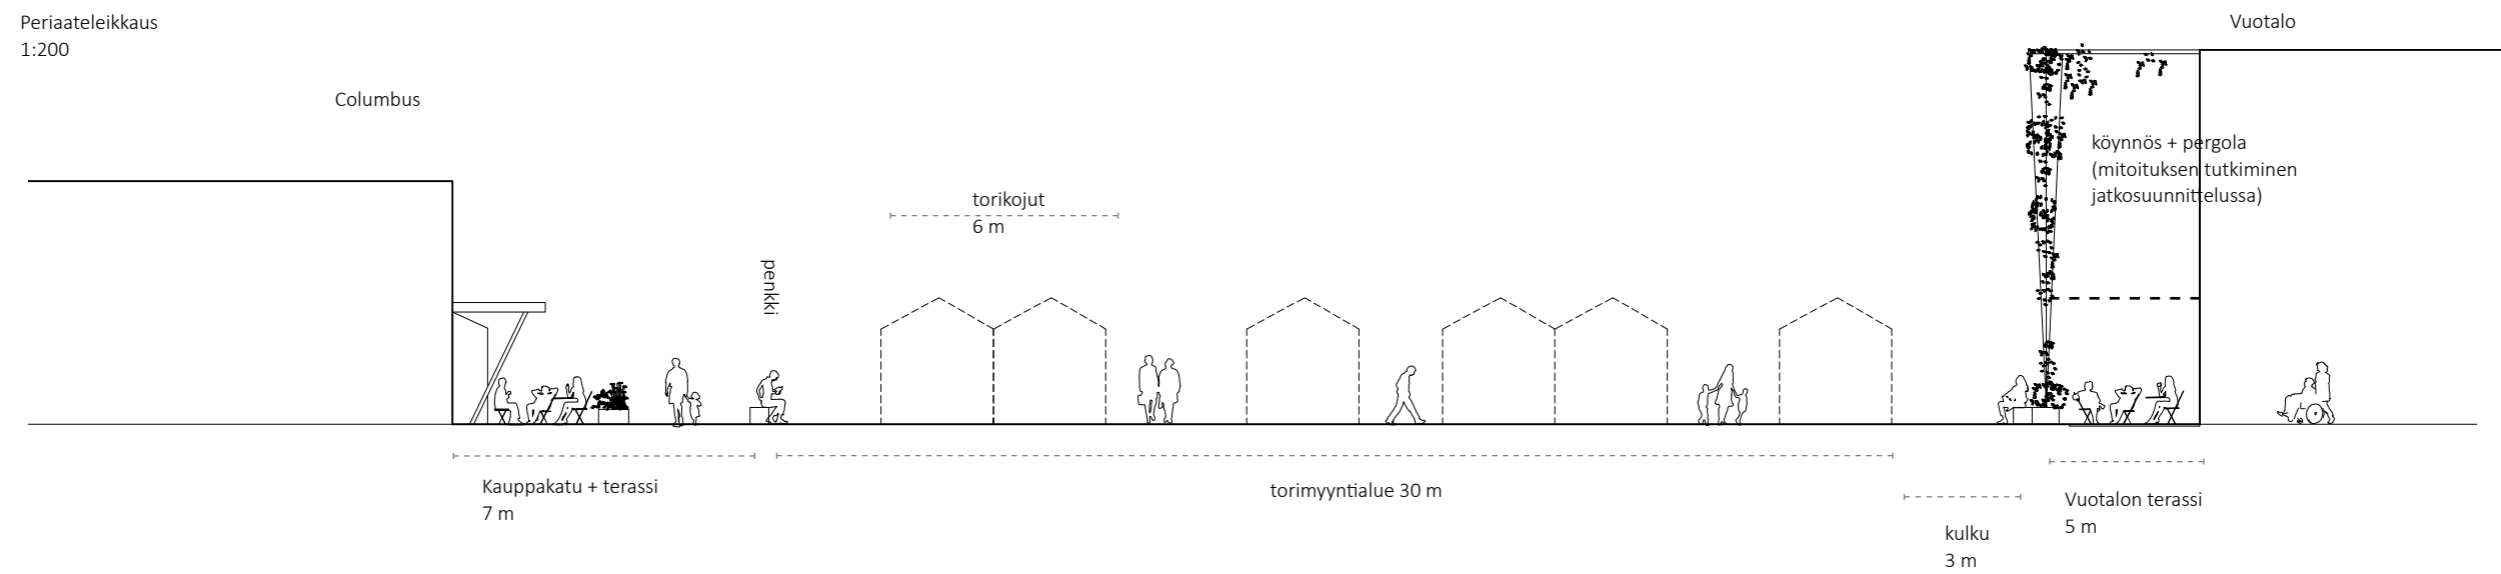 Periaateleikkaus
1:200
Columbus
Vuotalo
köynnös + pergola
(mitoituksen tutkiminen
jatkosuunnittelussa)
torikojut
6 m
penkki
Kauppakatu + terassi
7 m
torimyyntialue 30 m
kulku
3 m
Vuotalon terassi
5 m